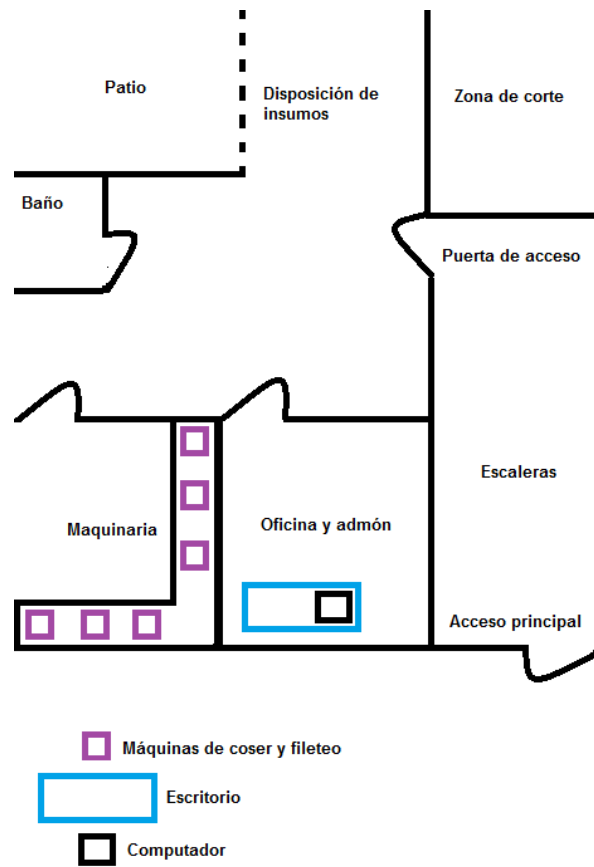 Patio
Disposición de
insumos
Zona de corte
Baño
Puerta de acceso
Escaleras
Maquinaria
Oficina y admón
Acceso principal
Máquinas de coser y fileteo
Escritorio
Computador